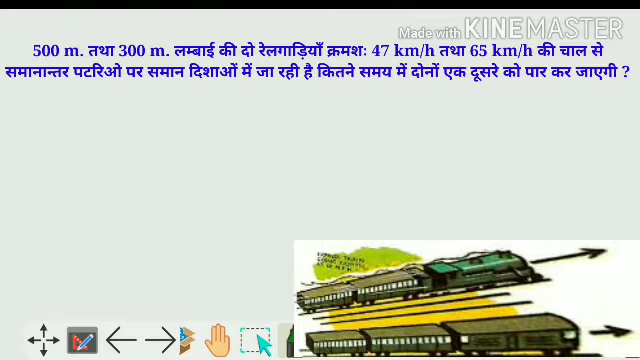 Made with KINEMASTER
500 m. तथा 300 m. लम्बाई की दो रेलगाड़ियाँ क्रमशः 47 km/h तथा 65 km/h की चाल से
समानान्तर पटरिओ पर समान दिशाओं में जा रही है कितने समय में दोनों एक दूसरे को पार कर जाएगी ?